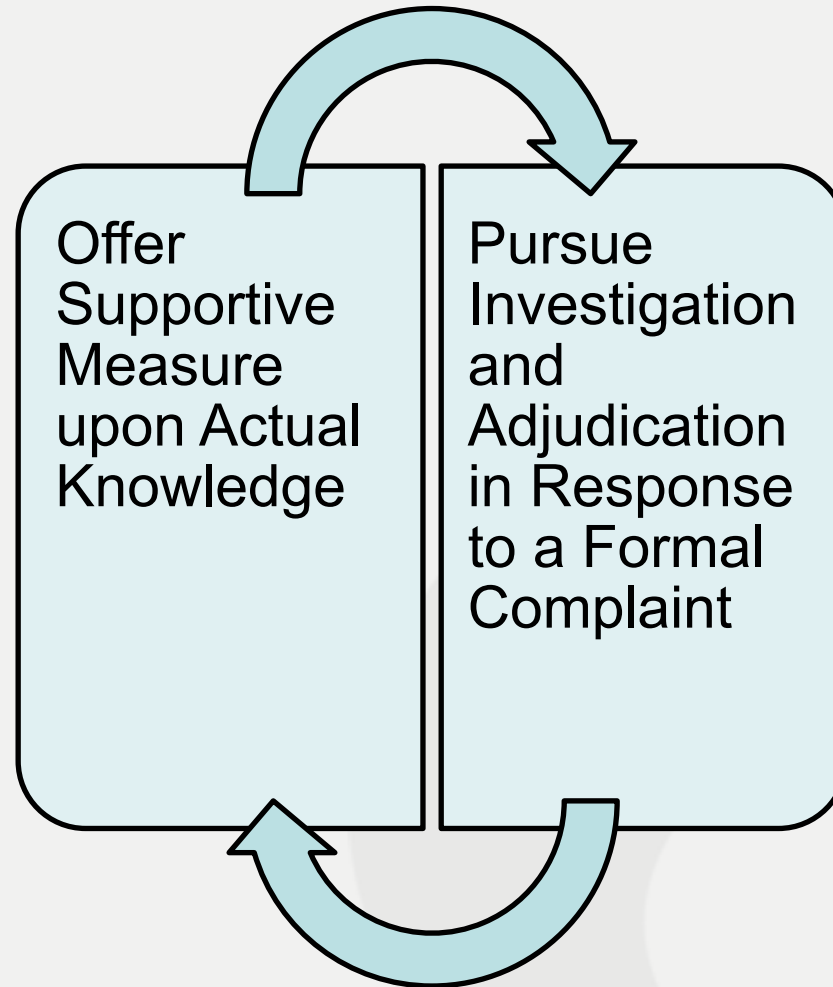 Offer
Supportive
Measure
upon Actual
Knowledge
Pursue
Investigation
and
Adjudication
in Response
to a Formal
Complaint